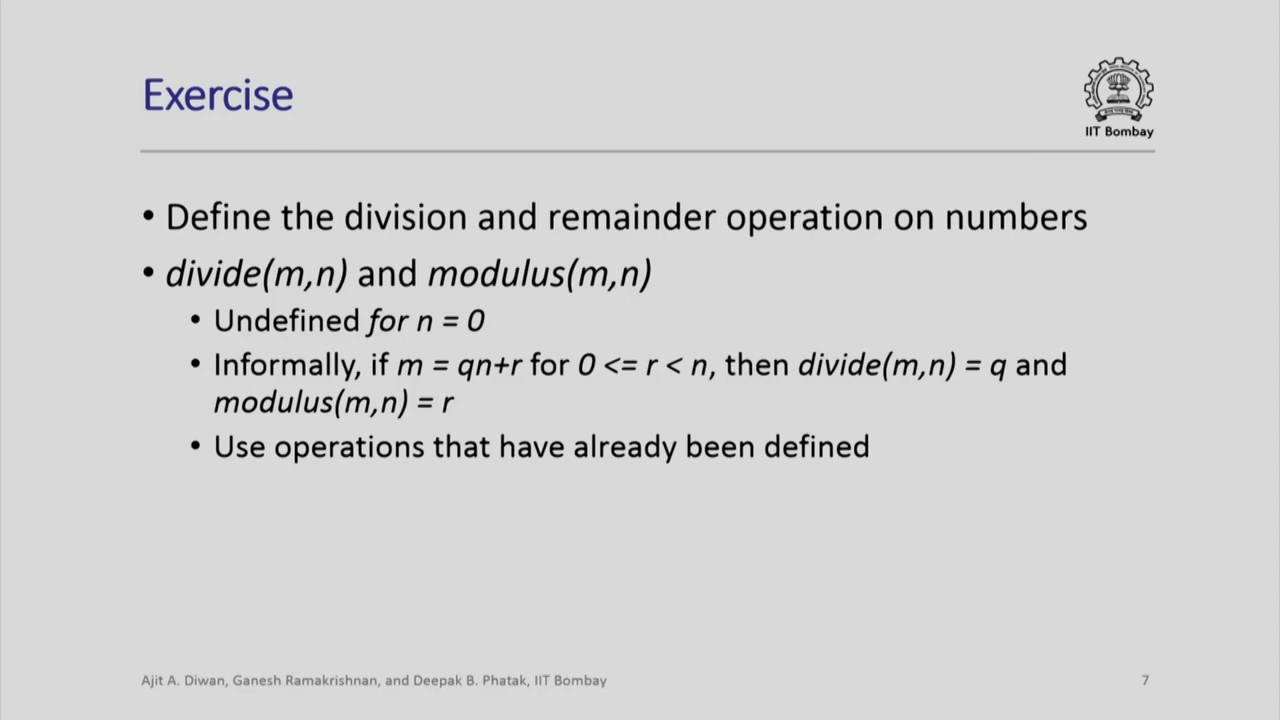 Exercise
IIT Bombay
• Define the division and remainder operation on numbers
• divide(m,n) and modulus(m,n)
• Undefined for n = 0
• Informally, if m = qn+r for 0 <= r < n, then divide(m,n) = q and
modulus(m,n) = r
• Use operations that have already been defined
Ajit A. Diwan, Ganesh Ramakrishnan, and Deepak B. Phatak, IIT Bombay
7